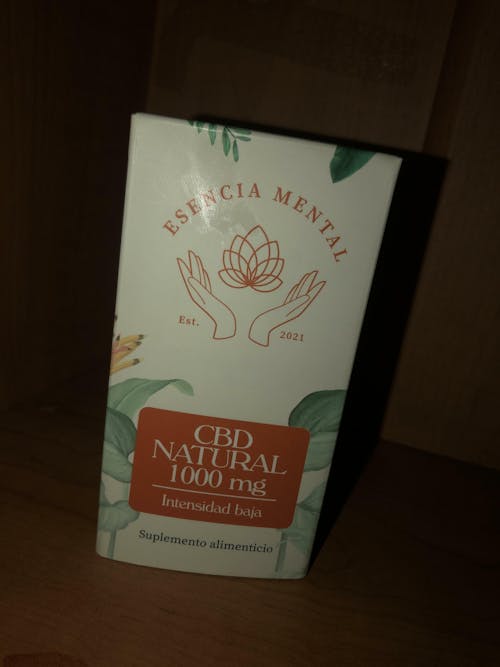 ESENCIA MENTAL
Est. 2021
CBD
NATURAL
1000 mg
Intensidad baja
Suplemento alimenticio